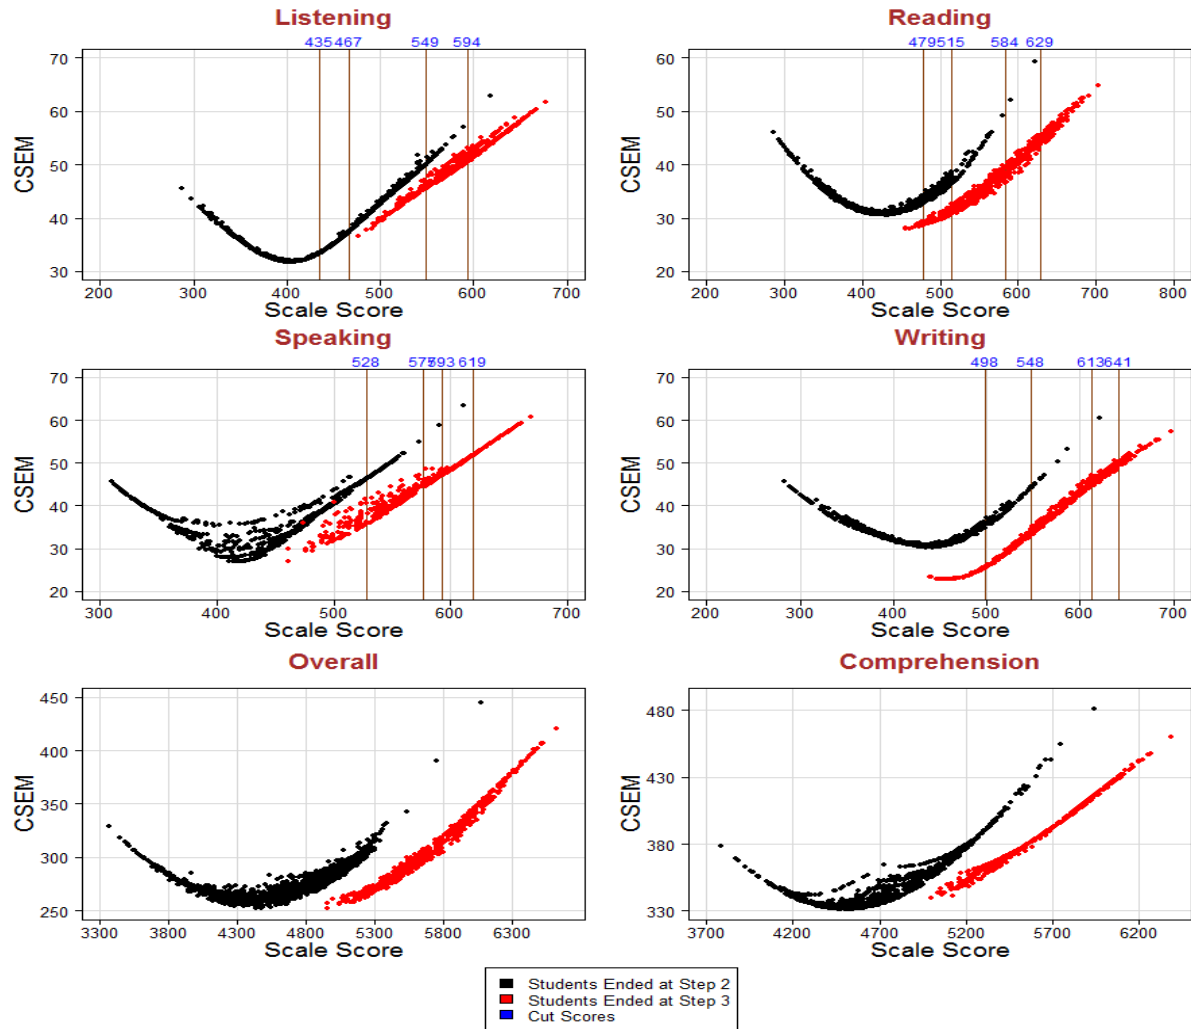 Listening
435 467 549 594
70
60
50
40
30
CSEM
200 300 400 500 600 700
Scale Score
Reading
479 515 584 629
60
50
40
30
20
CSEM
200 300 400 500 600 700 800
Scale Score
Speaking
528 593 619
70
60
50
40
30
20
CSEM
300 400 500 600 700
Scale Score
Writing
498 548 613 641
70
60
50
40
30
20
CSEM
200 300 400 500 600 700
Scale Score
Overall
450
400
350
300
250
CSEM
3300 3800 4300 4800 5300 5800 6300
Scale Score
Comprehension
480
430
380
330
CSEM
3700 4200 4700 5200 5700 6200
Scale Score
Students Ended at Step 2
Students Ended at Step 3
Cut Scores